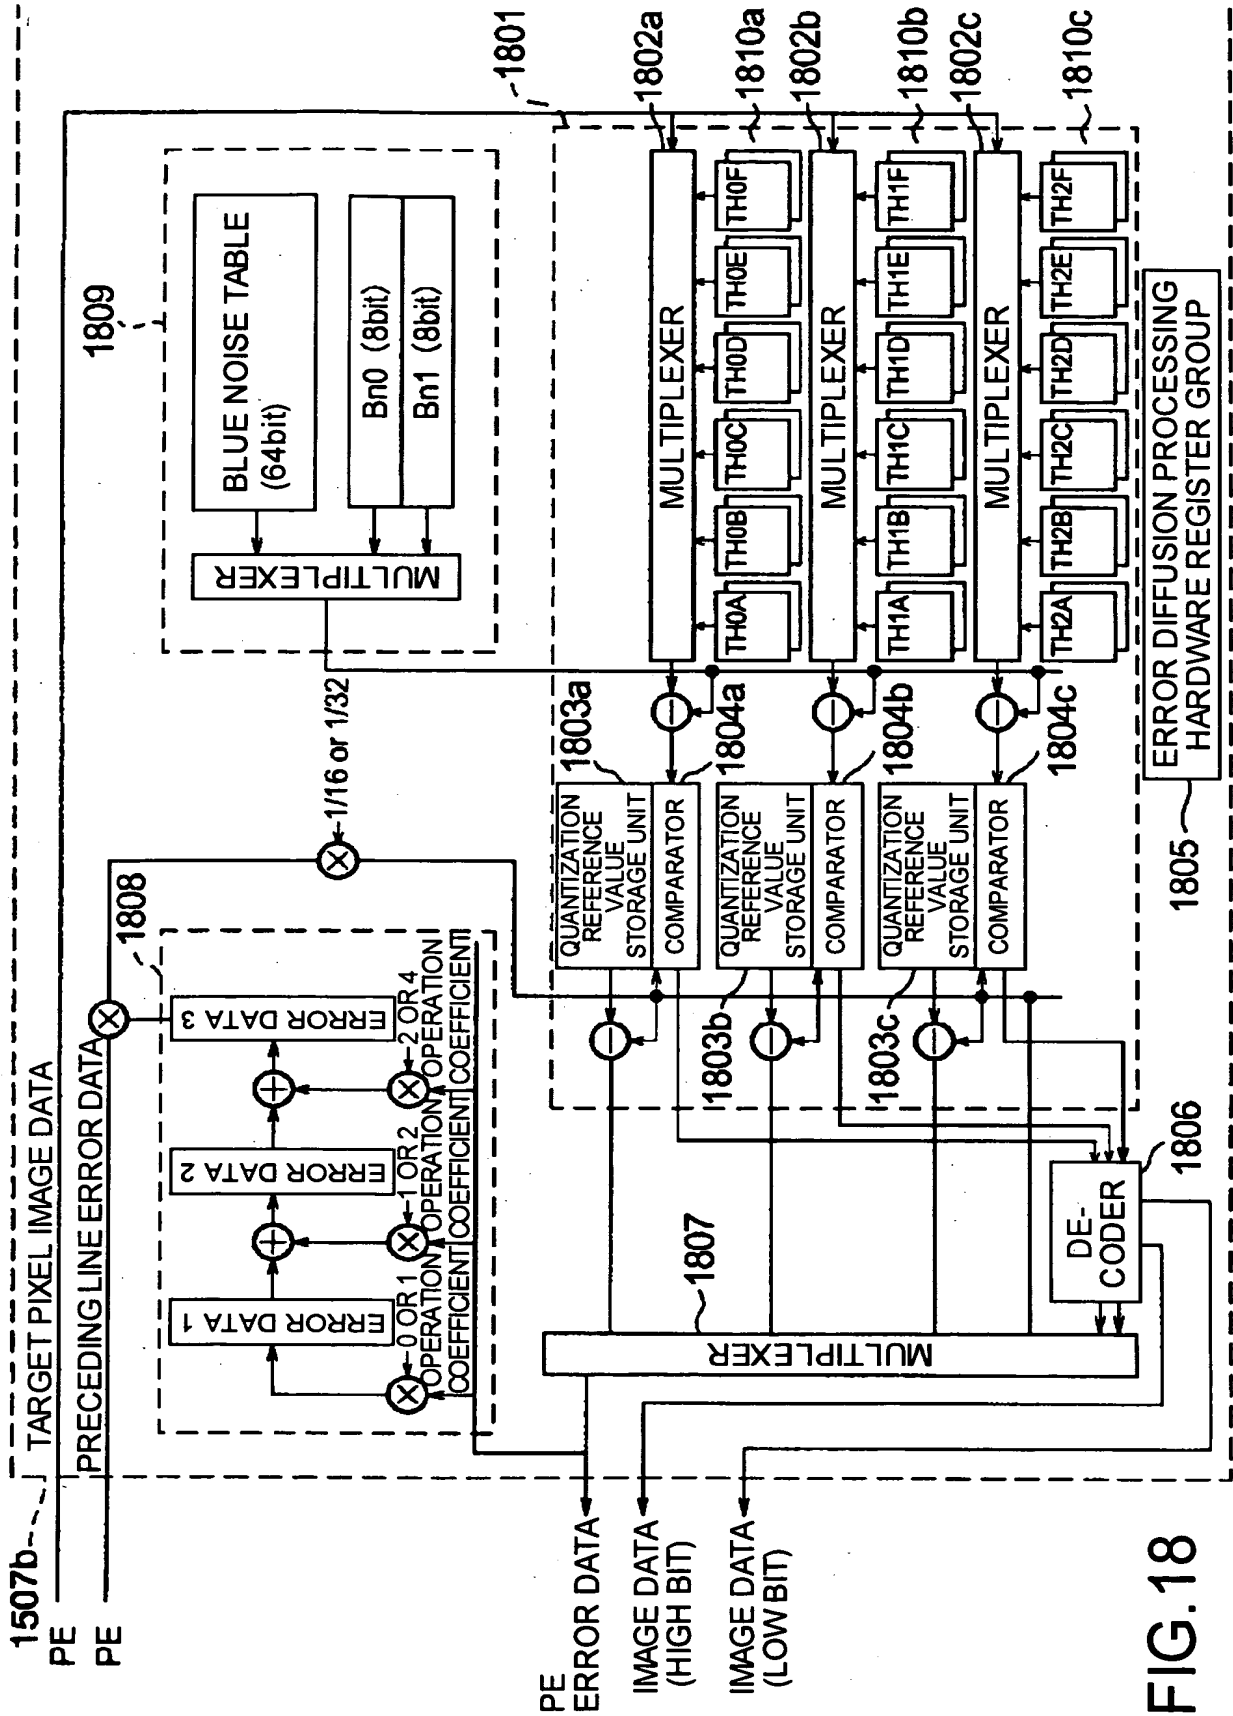 1507b
PE
PE
TARGET PIXEL IMAGE DATA
PRECEDING LINE ERROR DATA
1808
ERROR DATA 1
ERROR DATA 2
ERROR DATA 3
0 OR 1
OPERATION
COEFFICIENT
1 OR 2
OPERATION
COEFFICIENT
2 OR 4
OPERATION
COEFFICIENT
1/16 or 1/32
1809
BLUE NOISE TABLE
(64bit)
Bn0 (8bit)
Bn1 (8bit)
MULTIPLEXER
1801
1802a
1810a
1802b
1810b
1802c
1810c
MULTIPLEXER
TH0A
TH0B
TH0C
TH0D
TH0E
TH0F
MULTIPLEXER
TH1A
TH1B
TH1C
TH1D
TH1E
TH1F
MULTIPLEXER
TH2A
TH2B
TH2C
TH2D
TH2E
TH2F
1803a
QUANTIZATION
REFERENCE
VALUE
STORAGE UNIT
COMPARATOR
1804a
1803b
QUANTIZATION
REFERENCE
VALUE
STORAGE UNIT
COMPARATOR
1804b
1803c
QUANTIZATION
REFERENCE
VALUE
STORAGE UNIT
COMPARATOR
1804c
1805
ERROR DIFFUSION PROCESSING
HARDWARE REGISTER GROUP
1807
MULTIPLEXER
1806
DE-
CODER
PE
ERROR DATA
IMAGE DATA
(HIGH BIT)
IMAGE DATA
(LOW BIT)
FIG. 18